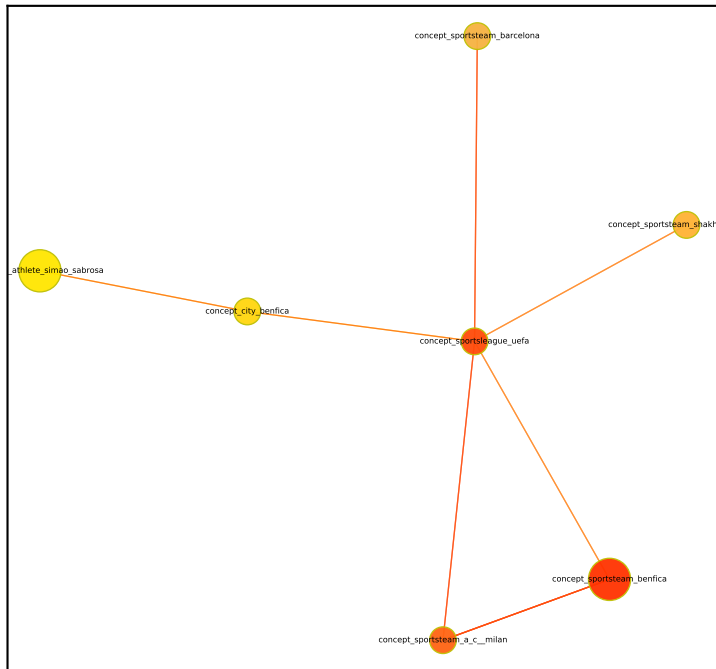 concept_sportsteam_barcelona
concept_sportsteam_shakh
_athlete_simao_sabrosa
concept_city_benfica
concept_sportsleague_uefa
concept_sportsteam_benfica
concept_sportsteam_a_c__milan